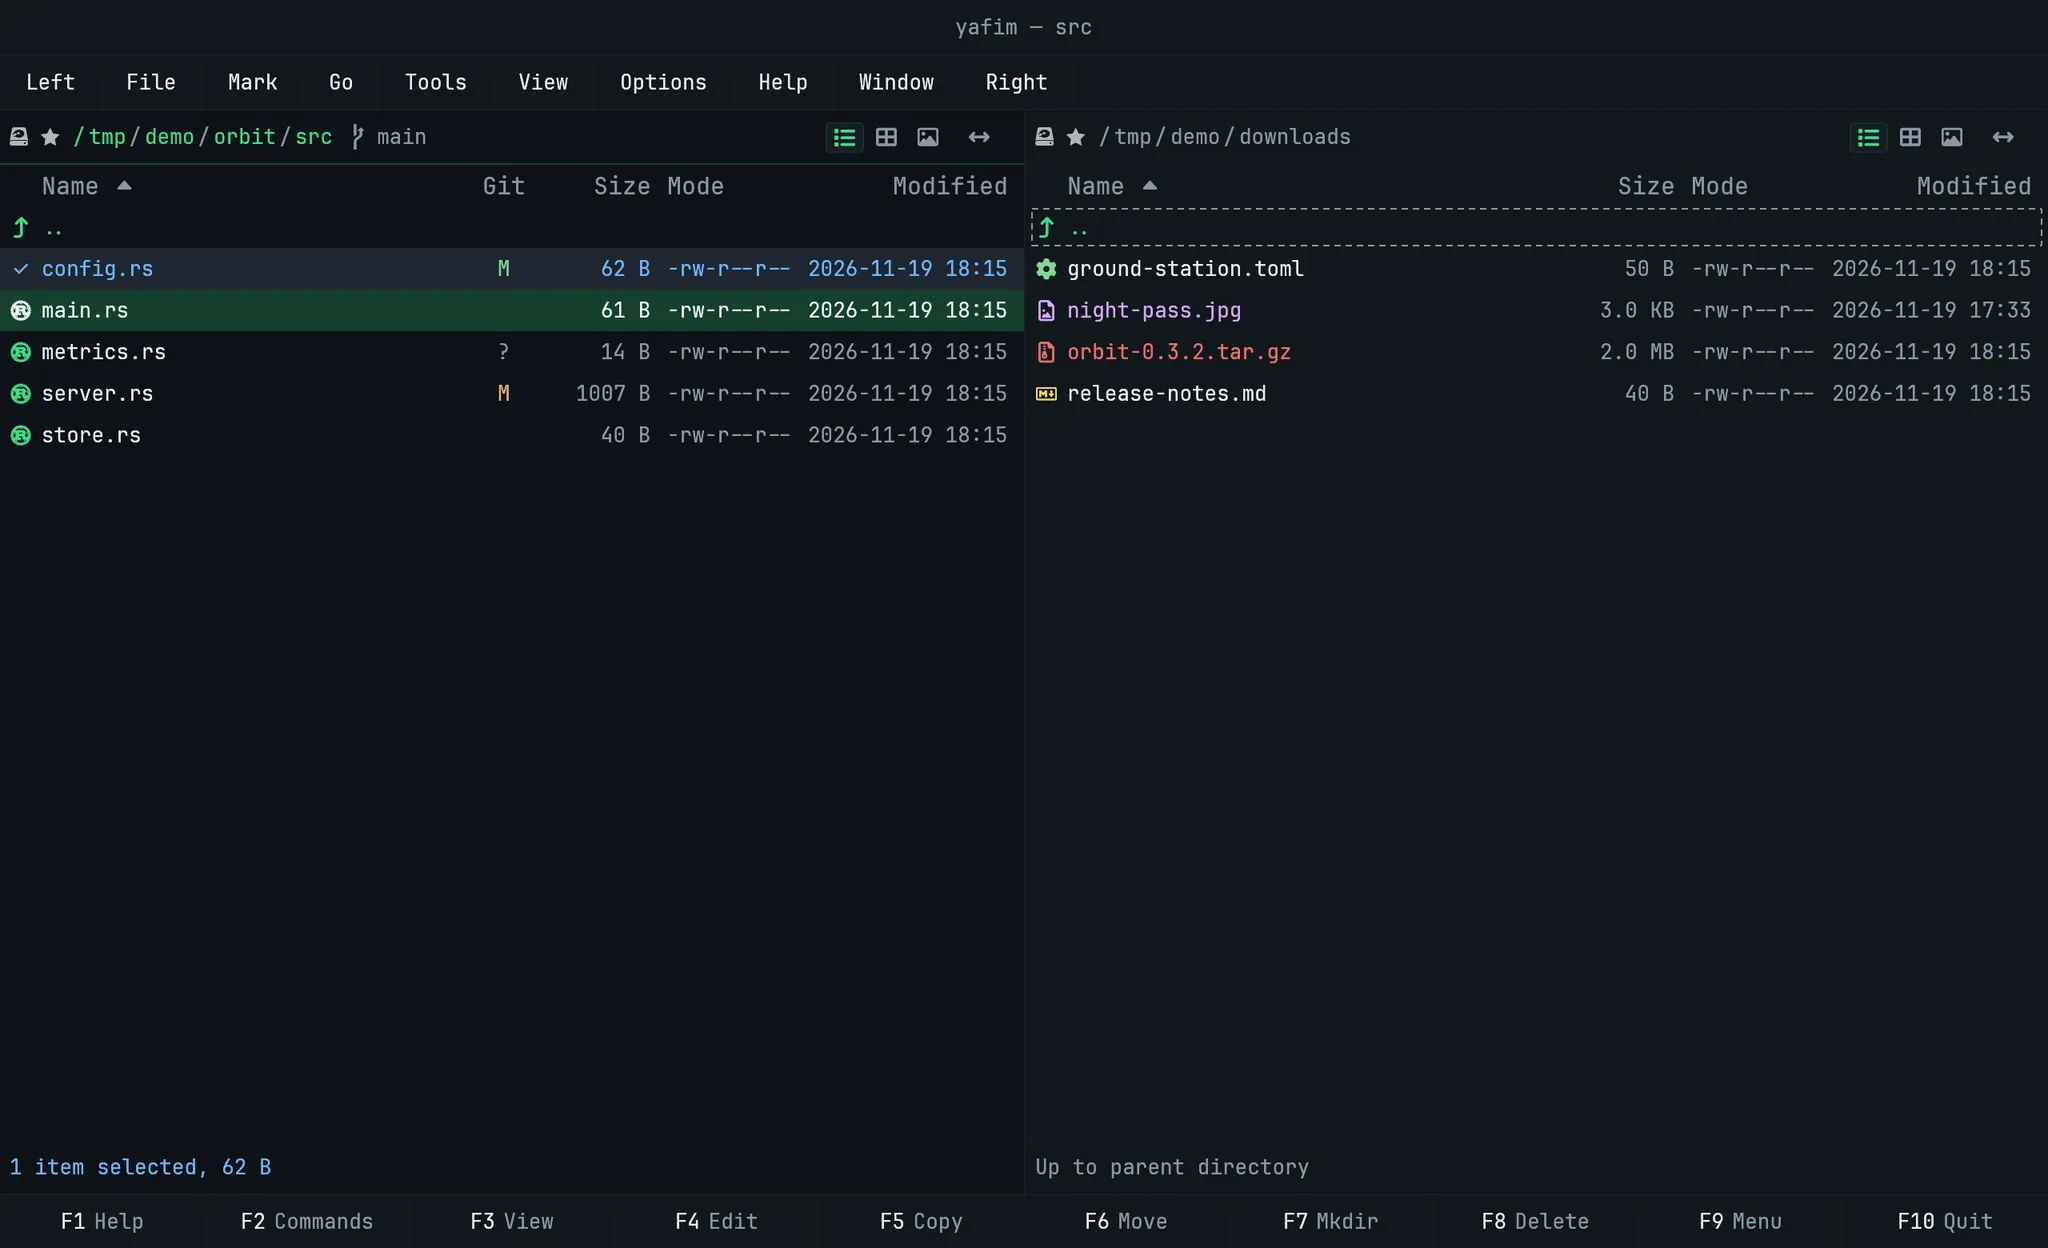 yafim — src
Left File Mark Go Tools View Options Help Window Right
/tmp/demo/orbit/src main
Name Git Size Mode Modified
..
config.rs M 62 B -rw-r--r-- 2026-11-19 18:15
main.rs 61 B -rw-r--r-- 2026-11-19 18:15
metrics.rs ? 14 B -rw-r--r-- 2026-11-19 18:15
server.rs M 1007 B -rw-r--r-- 2026-11-19 18:15
store.rs 40 B -rw-r--r-- 2026-11-19 18:15
1 item selected, 62 B
/tmp/demo/downloads
Name Size Mode Modified
..
ground-station.toml 50 B -rw-r--r-- 2026-11-19 18:15
night-pass.jpg 3.0 KB -rw-r--r-- 2026-11-19 17:33
orbit-0.3.2.tar.gz 2.0 MB -rw-r--r-- 2026-11-19 18:15
release-notes.md 40 B -rw-r--r-- 2026-11-19 18:15
Up to parent directory
F1 Help F2 Commands F3 View F4 Edit F5 Copy F6 Move F7 Mkdir F8 Delete F9 Menu F10 Quit